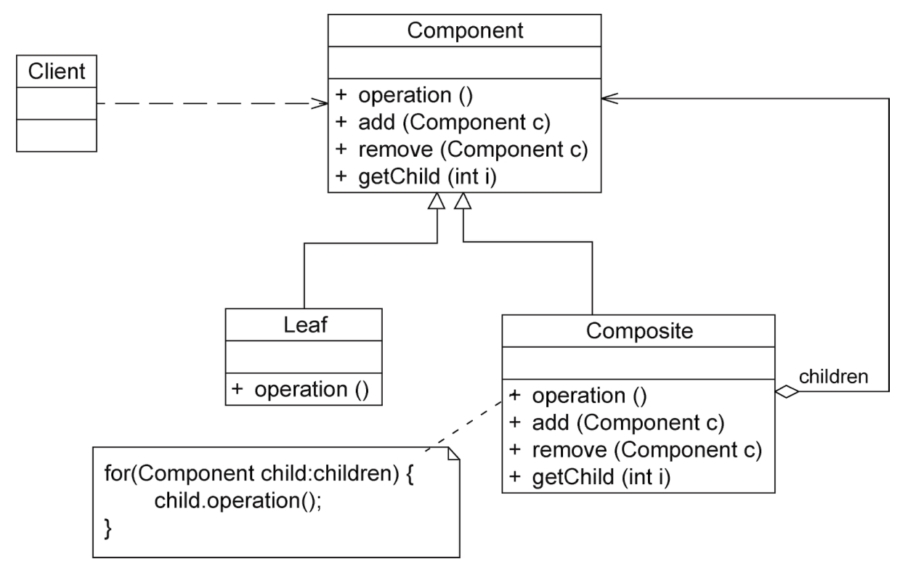 Component
Client
+ operation ()
+ add (Component c)
+ remove (Component c)
+ getChild (int i)
Leaf
+ operation ()
Composite
children
+ operation ()
+ add (Component c)
+ remove (Component c)
+ getChild (int i)
for(Component child:children) {
child.operation();
}